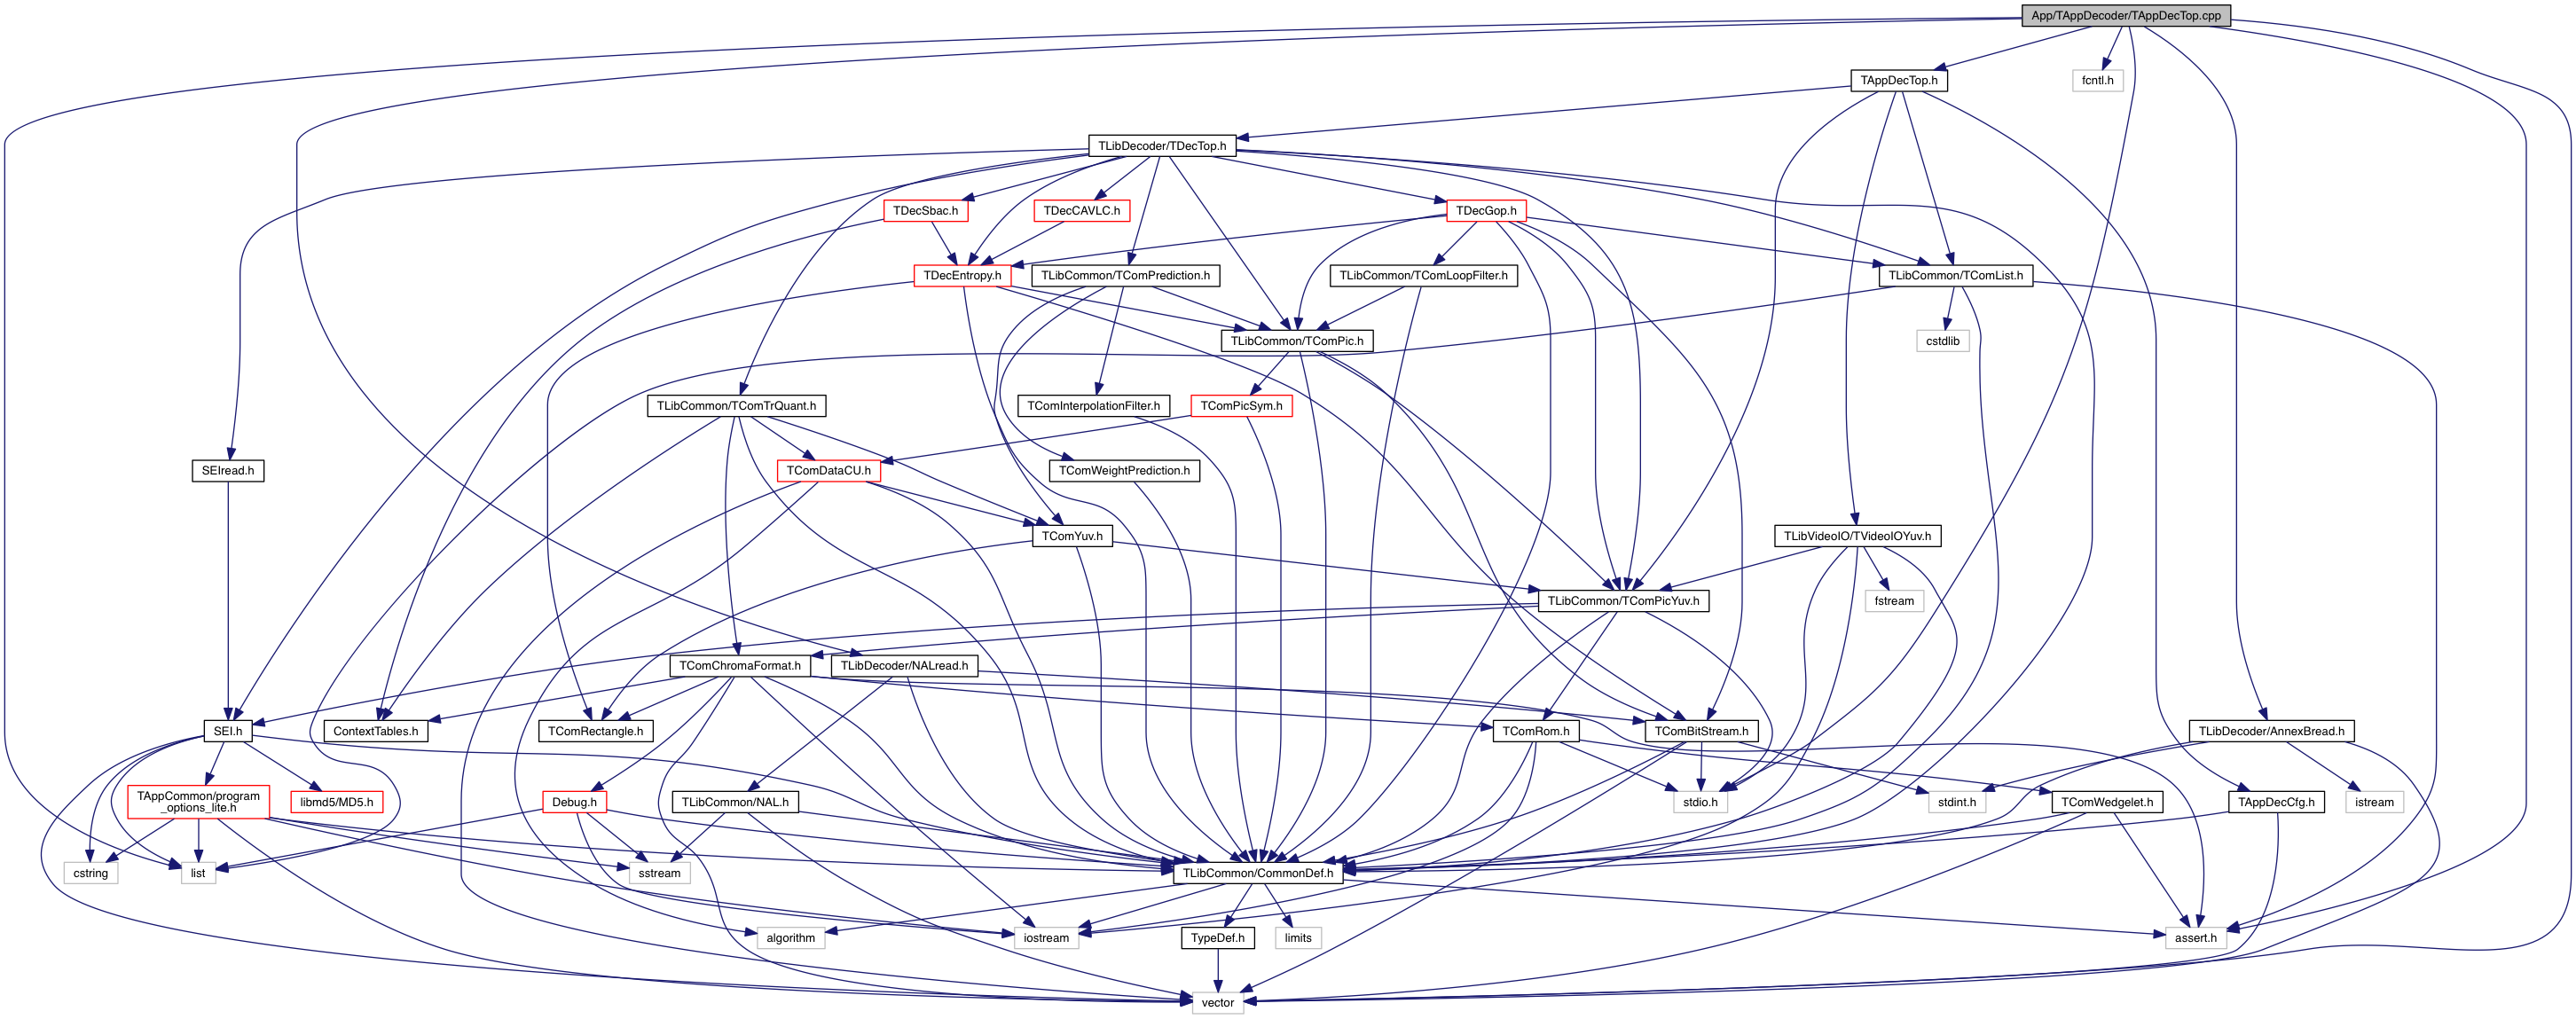 App/TAppDecoder/TAppDecTop.cpp
TAppDecTop.h
fcntl.h
TLibDecoder/TDecTop.h
TDecSbac.h
TDecCAVLC.h
TDecGop.h
TDecEntropy.h
TLibCommon/TComPrediction.h
TLibCommon/TComLoopFilter.h
TLibCommon/TComList.h
TLibCommon/TComPic.h
cstdlib
TLibCommon/TComTrQuant.h
TComInterpolationFilter.h
TComPicSym.h
SEIread.h
TComDataCU.h
TComWeightPrediction.h
TComYuv.h
TLibVideoIO/TVideoIOYuv.h
TLibCommon/TComPicYuv.h
fstream
TComChromaFormat.h
TLibDecoder/NALread.h
SEI.h
ContextTables.h
TComRectangle.h
TComRom.h
TComBitStream.h
TLibDecoder/AnnexBread.h
TAppCommon/program
_options_lite.h
libmd5/MD5.h
Debug.h
TLibCommon/NAL.h
stdio.h
stdint.h
TComWedgelet.h
TAppDecCfg.h
istream
cstring
list
sstream
TLibCommon/CommonDef.h
algorithm
iostream
TypeDef.h
limits
assert.h
vector